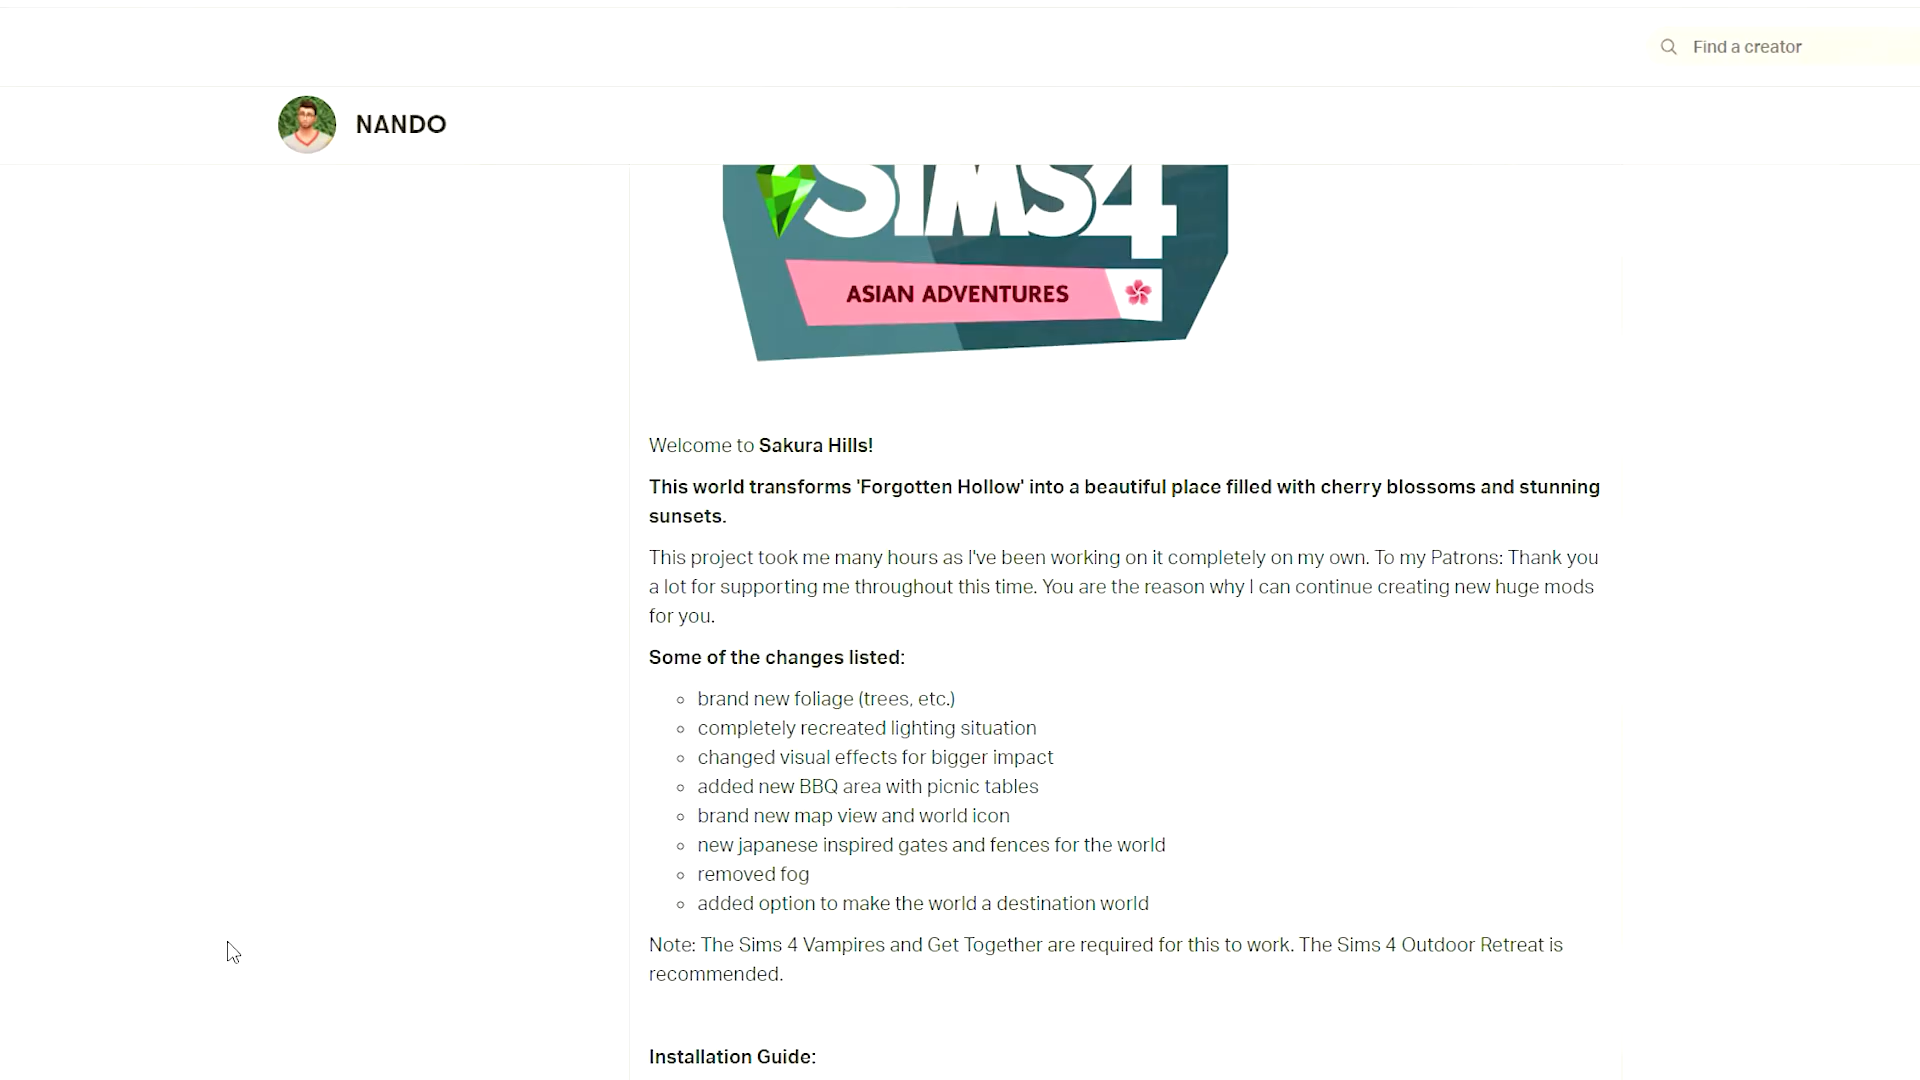 Find a creator
NANDO
SIMS4
ASIAN ADVENTURES
Welcome to Sakura Hills!
This world transforms 'Forgotten Hollow' into a beautiful place filled with cherry blossoms and stunning
sunsets.
This project took me many hours as I've been working on it completely on my own. To my Patrons: Thank you
a lot for supporting me throughout this time. You are the reason why I can continue creating new huge mods
for you.
Some of the changes listed:
brand new foliage (trees, etc.)
completely recreated lighting situation
changed visual effects for bigger impact
added new BBQ area with picnic tables
brand new map view and world icon
new japanese inspired gates and fences for the world
removed fog
added option to make the world a destination world
Note: The Sims 4 Vampires and Get Together are required for this to work. The Sims 4 Outdoor Retreat is
recommended.
Installation Guide: